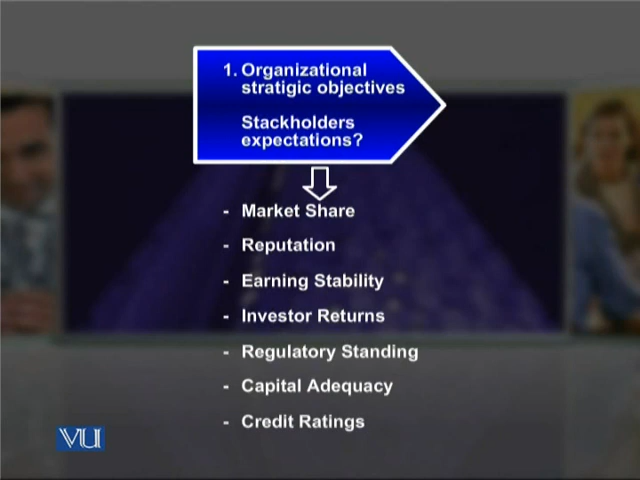 1. Organizational
stratigic objectives
Stackholders
expectations?
- Market Share
- Reputation
- Earning Stability
- Investor Returns
- Regulatory Standing
- Capital Adequacy
- Credit Ratings
VU